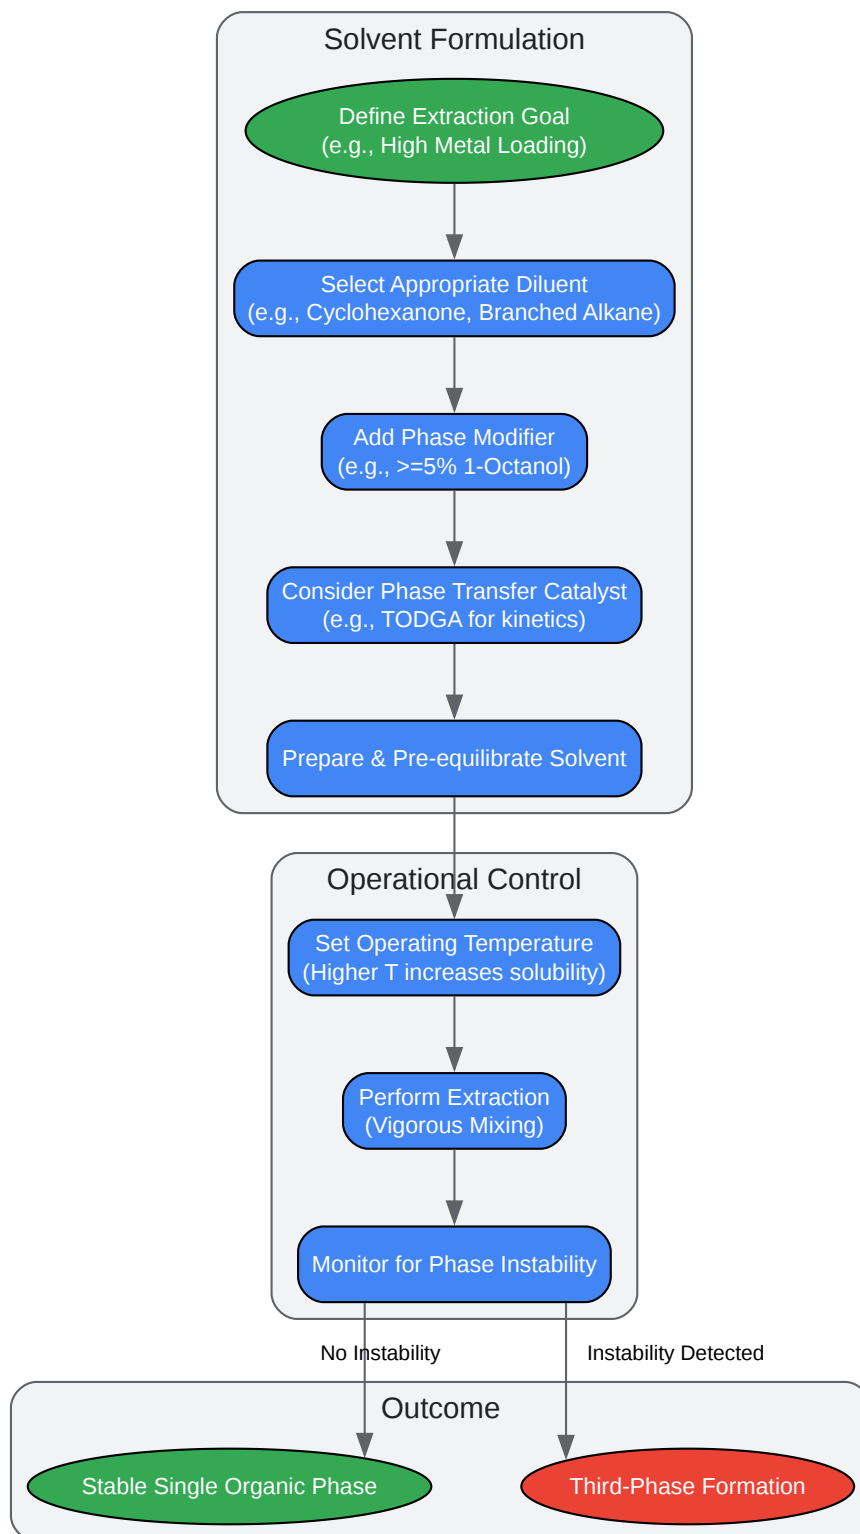 Solvent Formulation
Define Extraction Goal
(e.g., High Metal Loading)
Select Appropriate Diluent
(e.g., Cyclohexanone, Branched Alkane)
Add Phase Modifier
(e.g., >=5% 1-Octanol)
Consider Phase Transfer Catalyst
(e.g., TODGA for kinetics)
Prepare & Pre-equilibrate Solvent
Operational Control
Set Operating Temperature
(Higher T increases solubility)
Perform Extraction
(Vigorous Mixing)
Monitor for Phase Instability
No Instability
Instability Detected
Outcome
Stable Single Organic Phase
Third-Phase Formation